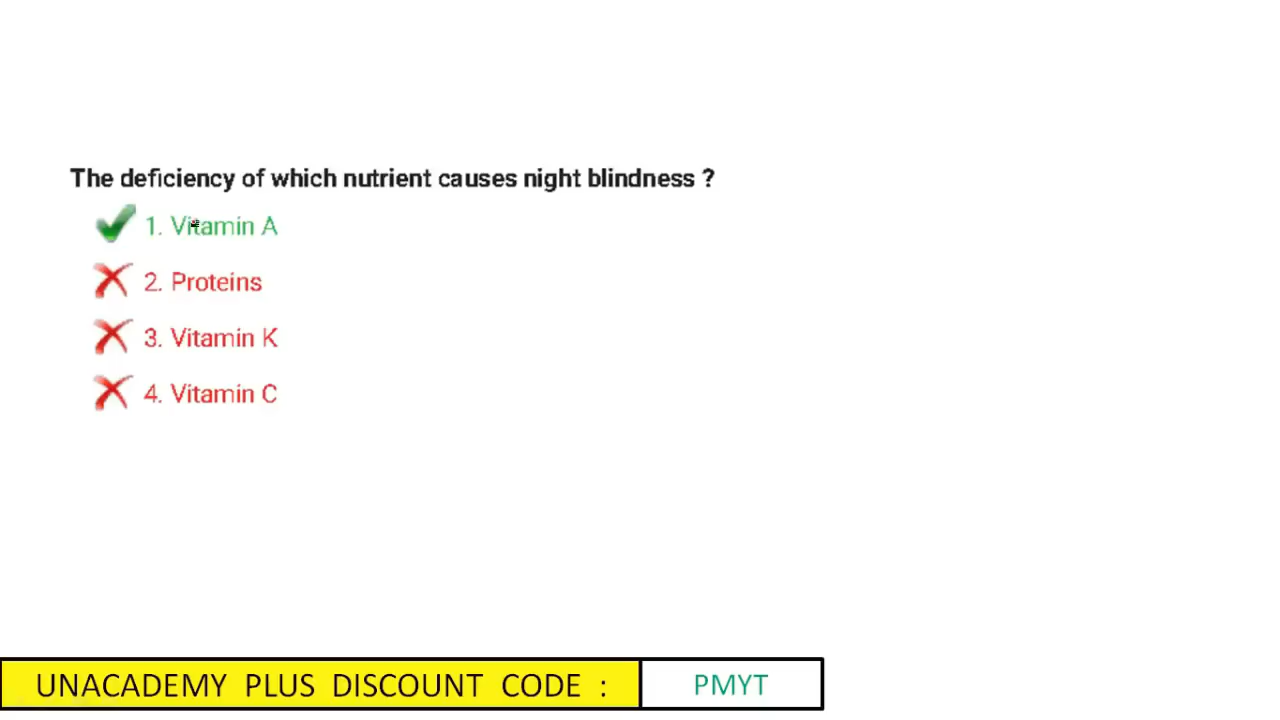 The deficiency of which nutrient causes night blindness ?
1. Vitamin A
2. Proteins
3. Vitamin K
4. Vitamin C
UNACADEMY PLUS DISCOUNT CODE : PMYT